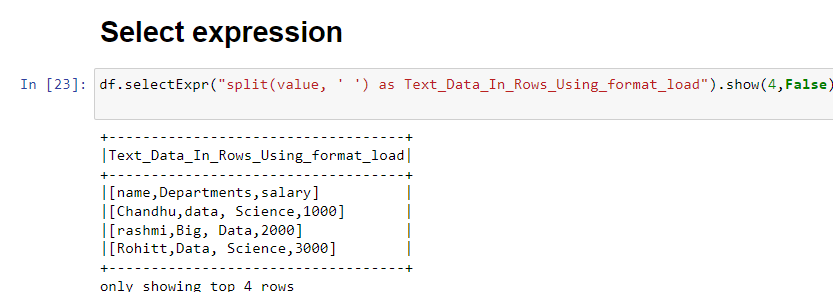 Select expression
In [23]: df.selectExpr("split(value, ' ') as Text_Data_In_Rows_Using_format_load").show(4,False)
+-----------------------------------+
|Text_Data_In_Rows_Using_format_load|
+-----------------------------------+
|[name,Departments,salary]          |
|[Chandhu,data, Science,1000]       |
|[rashmi,Big, Data,2000]            |
|[Rohitt,Data, Science,3000]        |
+-----------------------------------+
only showing top 4 rows